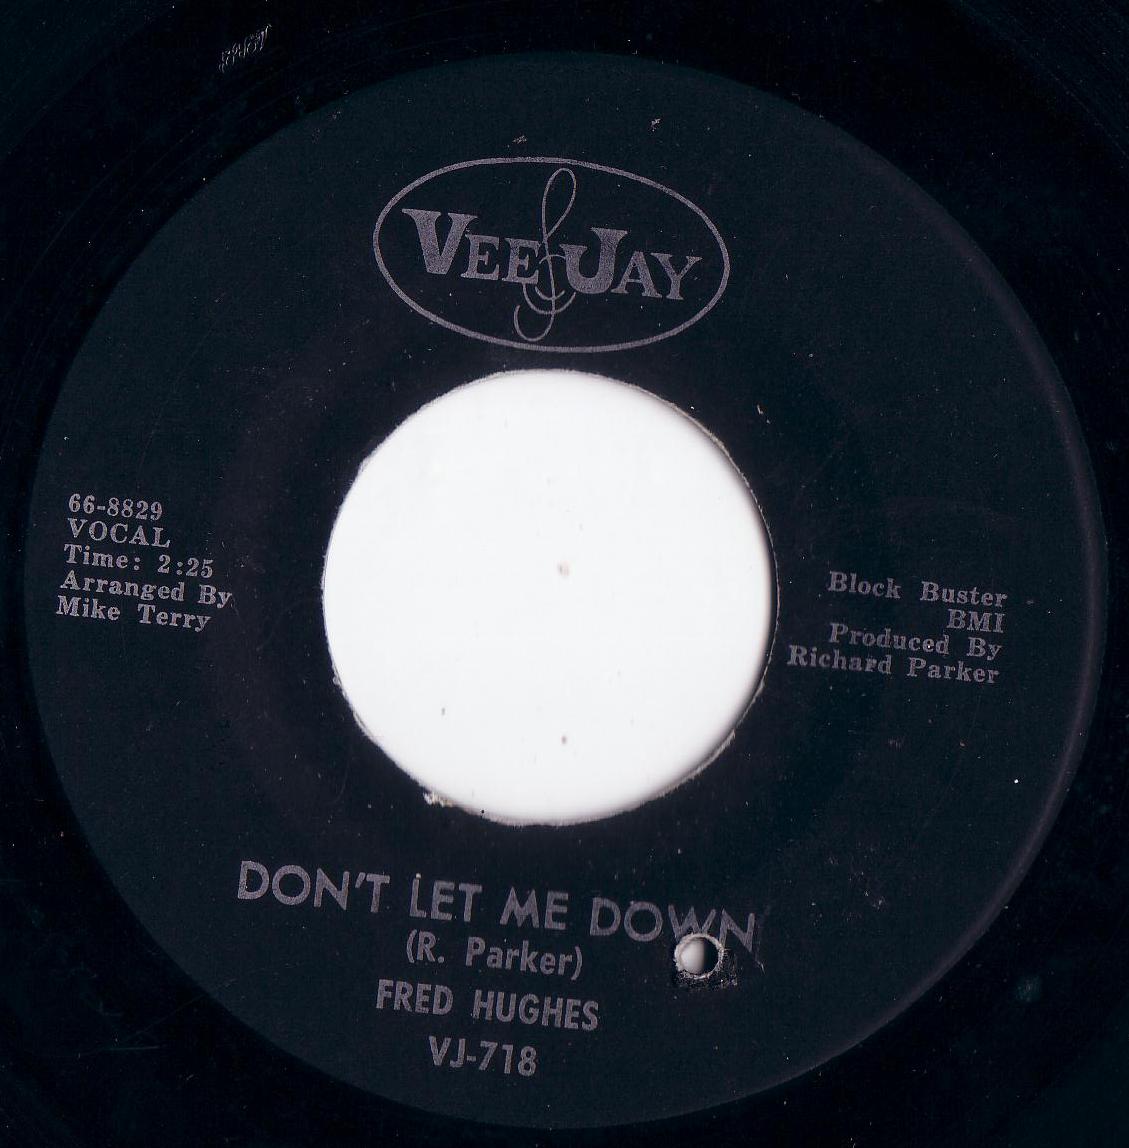 VEE JAY
66-8829
VOCAL
Time: 2:25
Arranged By
Mike Terry
Block Buster
BMI
Produced By
Richard Parker
DON'T LET ME DOWN
(R. Parker)
FRED HUGHES
VJ-718